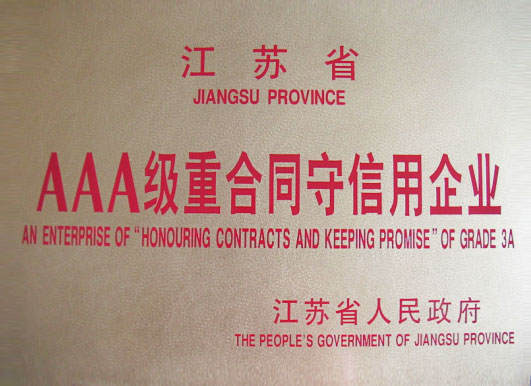 江苏省
JIANGSU PROVINCE
AAA级重合同守信用企业
AN ENTERPRISE OF “HONOURING CONTRACTS AND KEEPING PROMISE” OF GRADE 3A
江苏省人民政府
THE PEOPLE'S GOVERNMENT OF JIANGSU PROVINCE